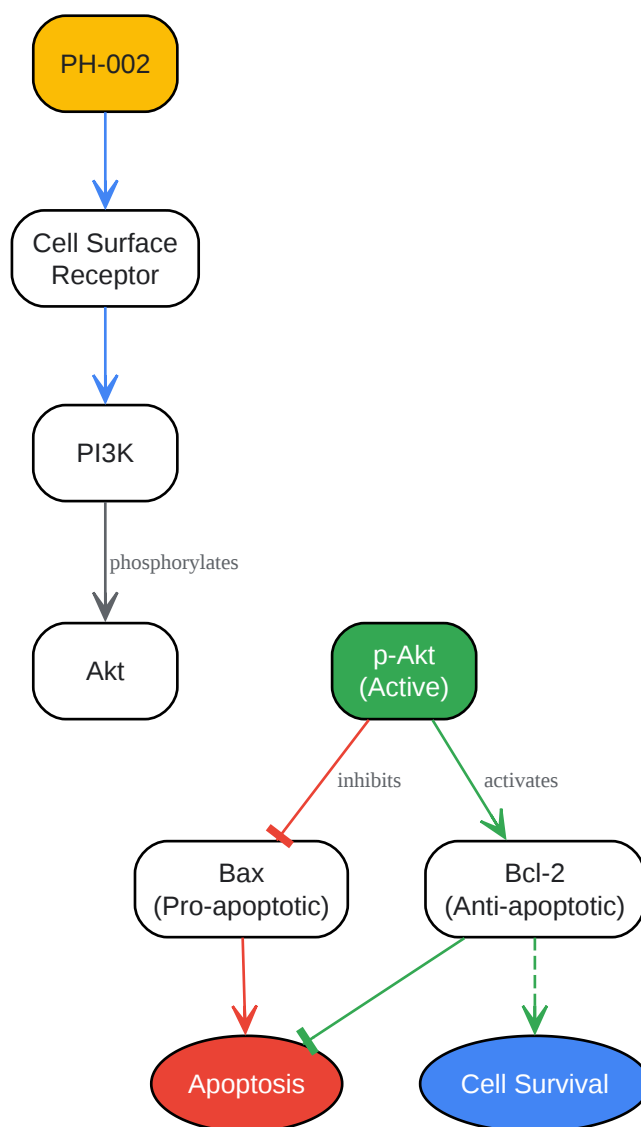 PH-002
Cell Surface
Receptor
PI3K
phosphorylates
Akt
p-Akt
(Active)
inhibits
activates
Bax
(Pro-apoptotic)
Bcl-2
(Anti-apoptotic)
Apoptosis
Cell Survival